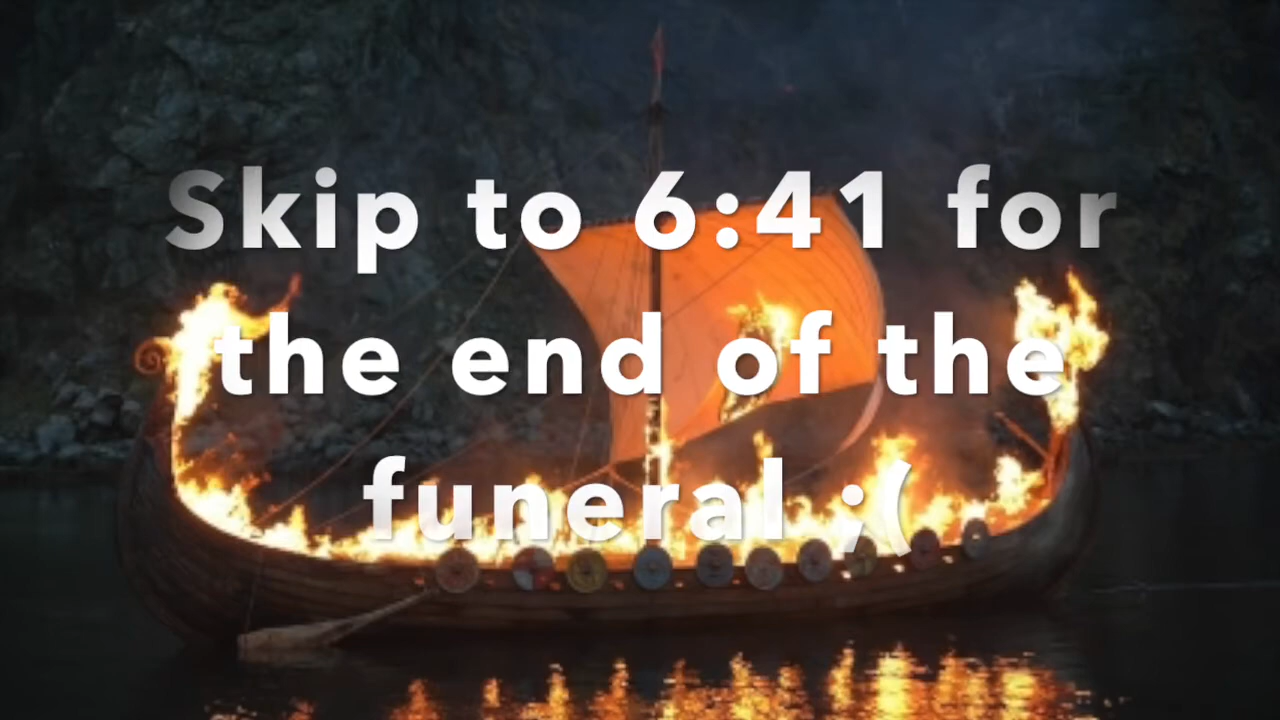 Skip to 6:41 for
the end of the
funeral ;(